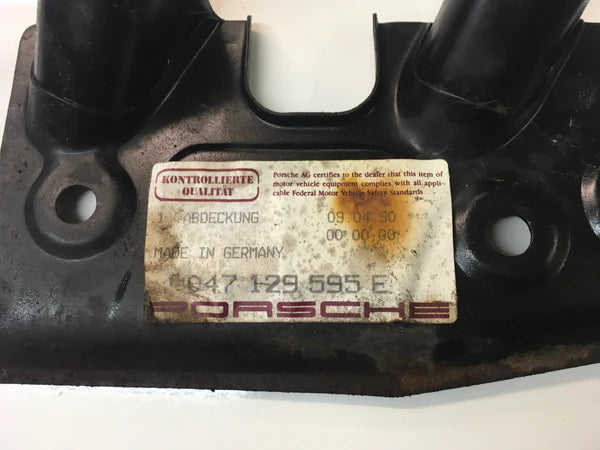 KONTROLLIERTE
QUALITÄT
Porsche AG certifies to the dealer that this item of
motor vehicle equipment complies with all appli-
cable Federal Motor Vehicle Safety Standards.
1 ABDECKUNG 09.04.90
00 00.00
MADE IN GERMANY
047 129 595 E
PORSCHE